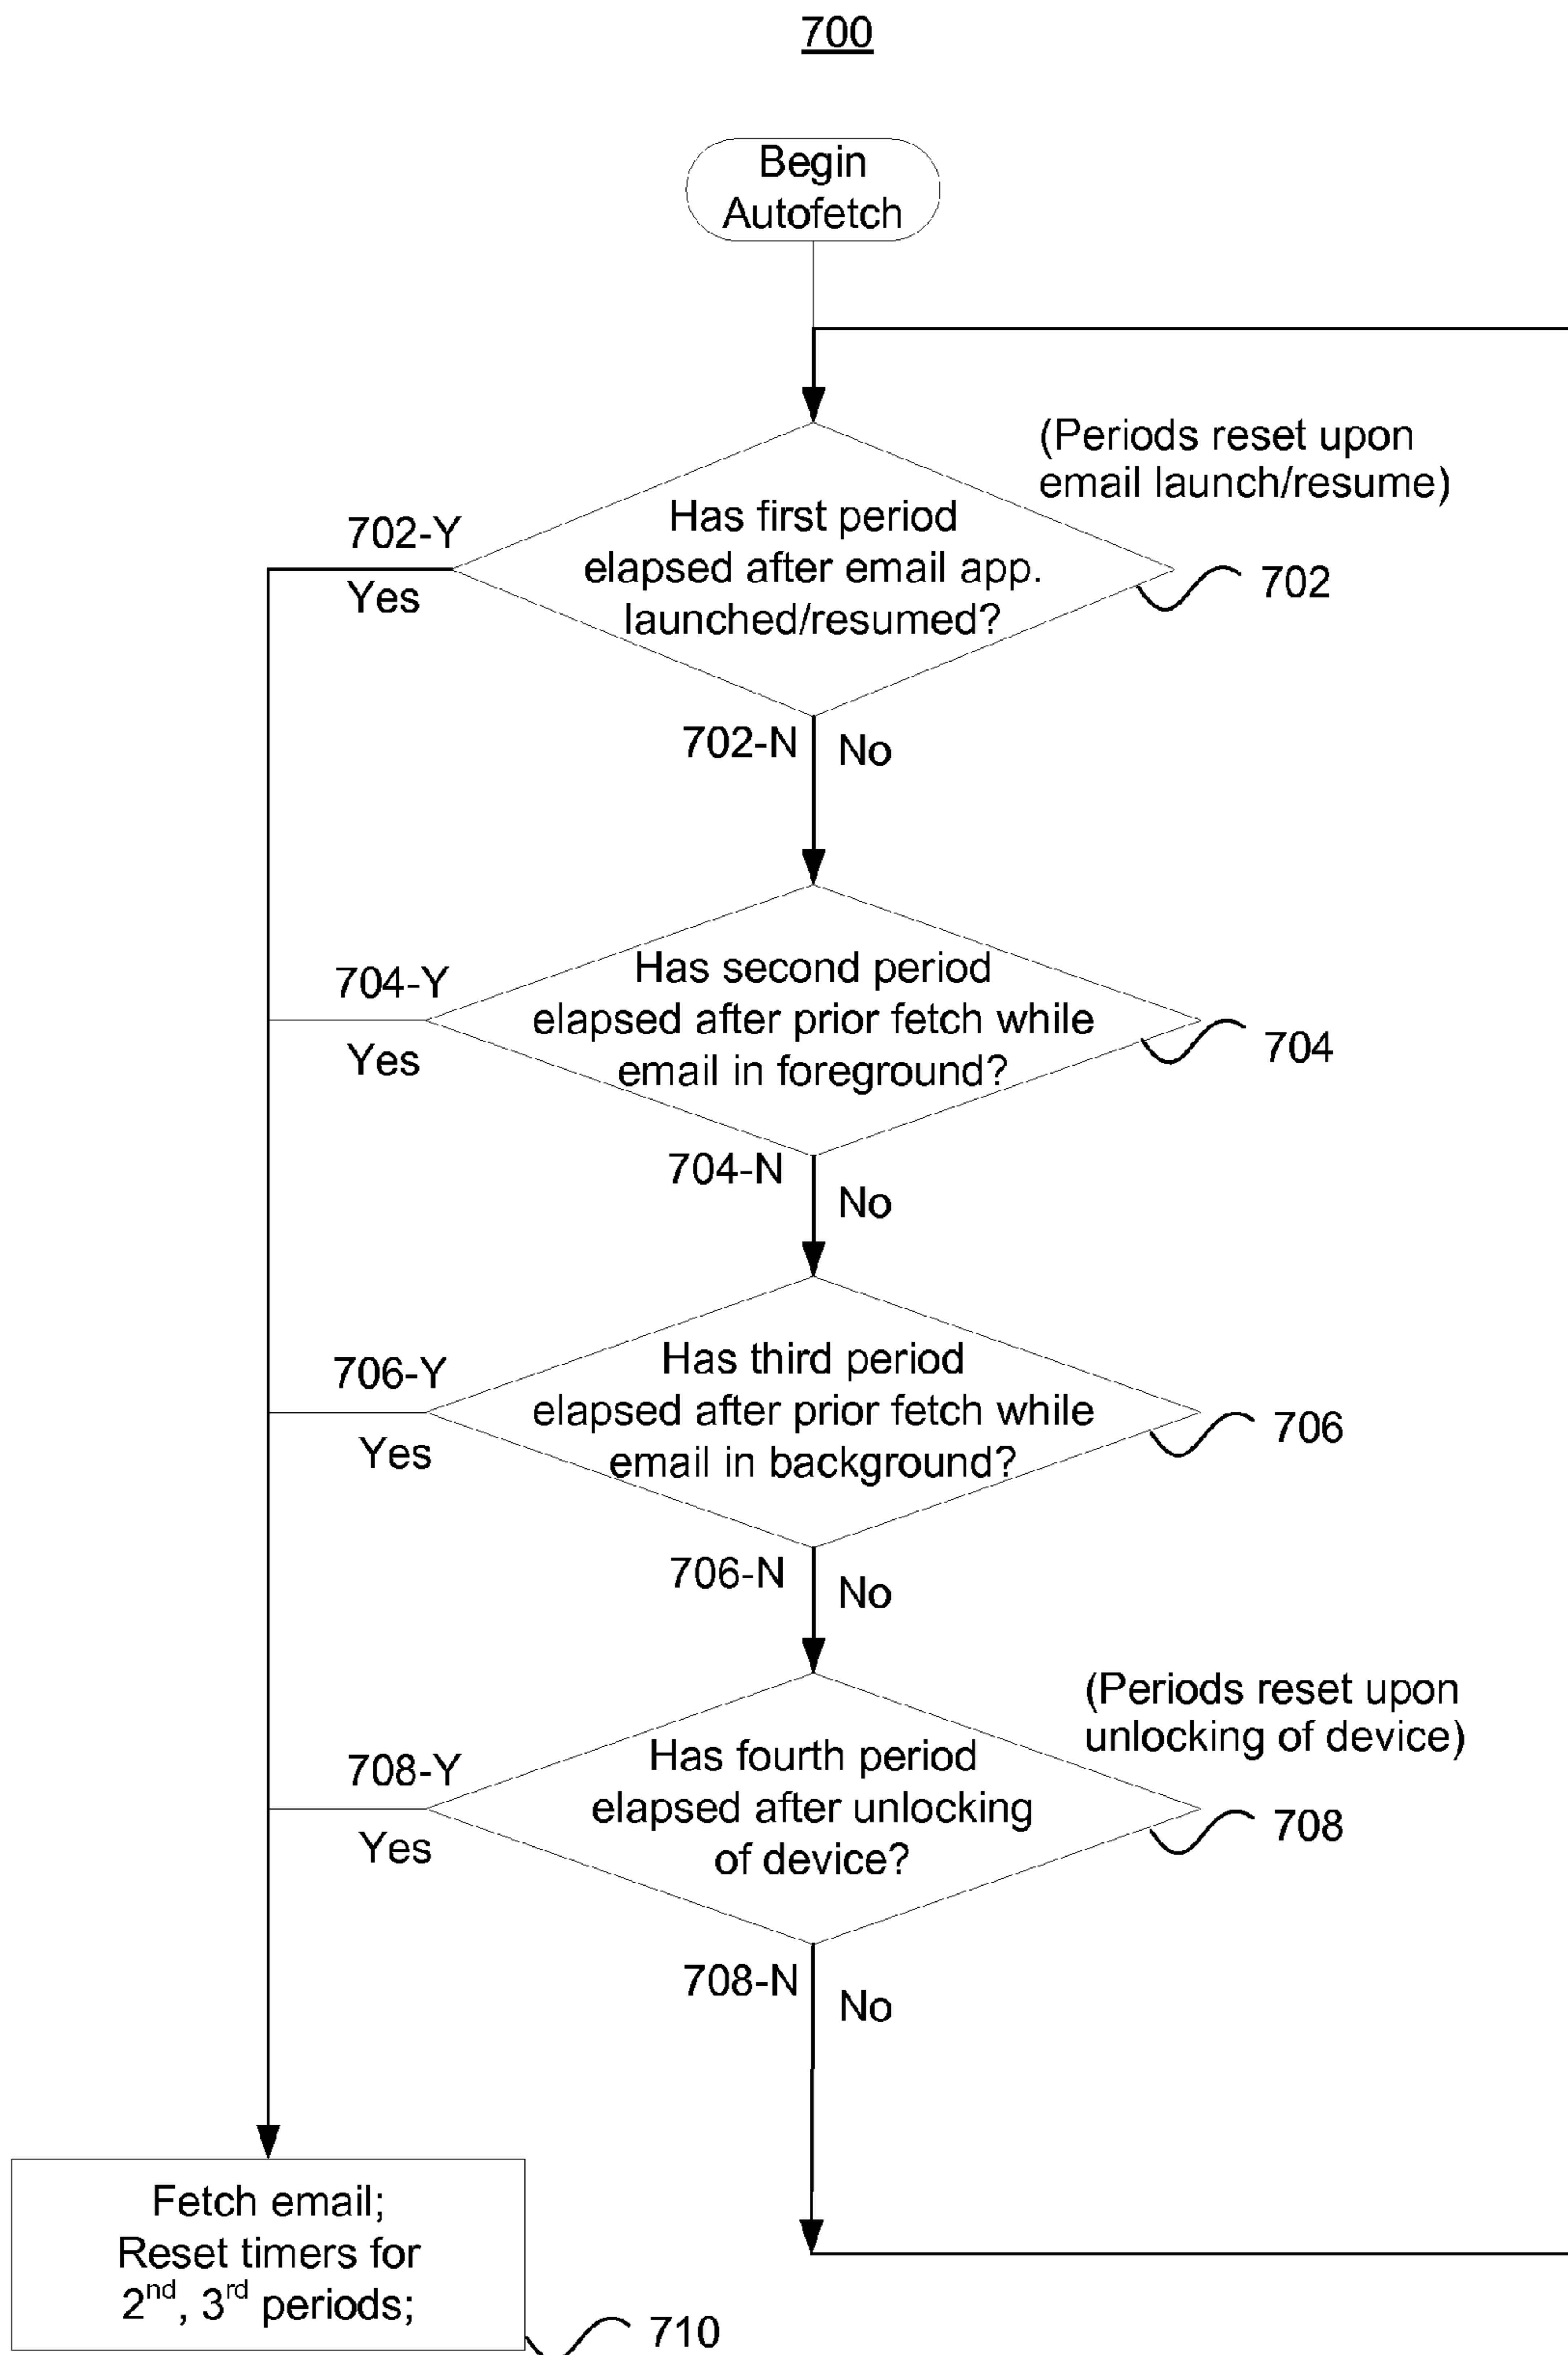 700
Begin
Autofetch
(Periods reset upon
email launch/resume)
702-Y
Yes
Has first period
elapsed after email app.
launched/resumed?
702
702-N
No
704-Y
Yes
Has second period
elapsed after prior fetch while
email in foreground?
704
704-N
No
706-Y
Yes
Has third period
elapsed after prior fetch while
email in background?
706
706-N
No
(Periods reset upon
unlocking of device)
708-Y
Yes
Has fourth period
elapsed after unlocking
of device?
708
708-N
No
Fetch email;
Reset timers for
2nd, 3rd periods;
710